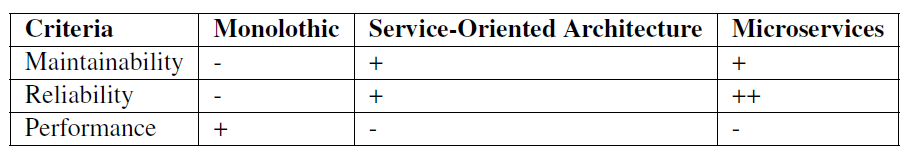 Criteria Monolothic Service-Oriented Architecture Microservices
Maintainability - + +
Reliability - + ++
Performance + - -